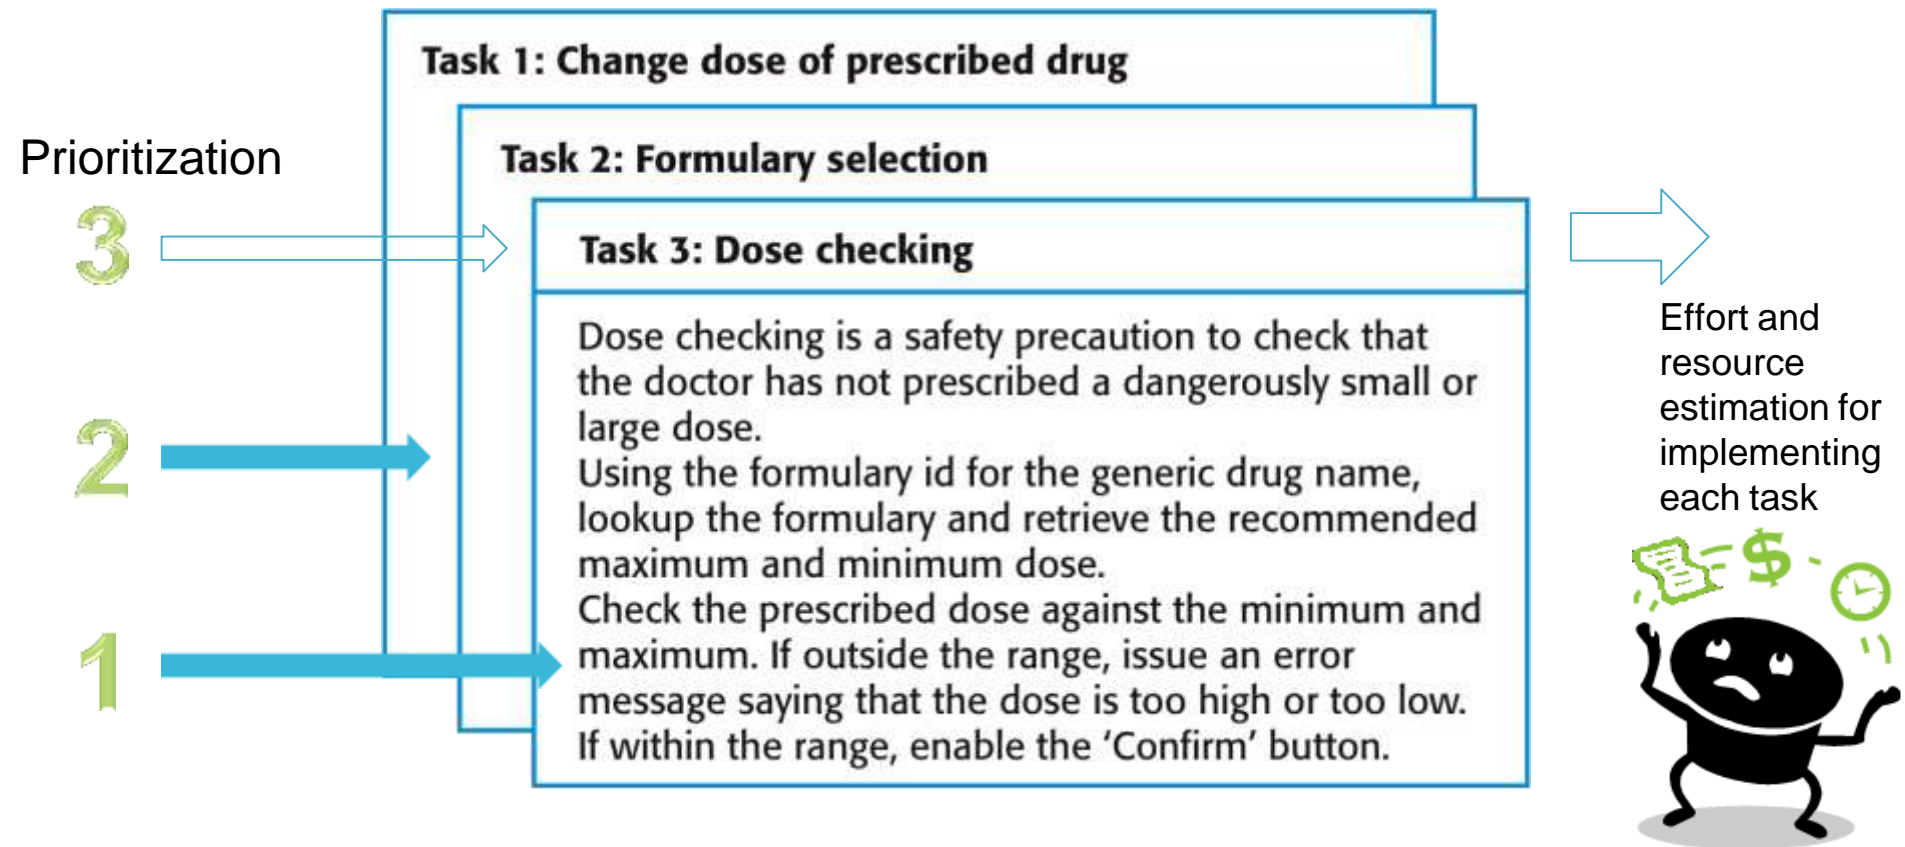 Task 1: Change dose of prescribed drug
Task 2: Formulary selection
Prioritization
3
Task 3: Dose checking
Dose checking is a safety precaution to check that
the doctor has not prescribed a dangerously small or
large dose.
Using the formulary id for the generic drug name,
lookup the formulary and retrieve the recommended
maximum and minimum dose.
Check the prescribed dose against the minimum and
maximum. If outside the range, issue an error
message saying that the dose is too high or too low.
If within the range, enable the ‘Confirm’ button.
2
1
Effort and
resource
estimation for
implementing
each task
$